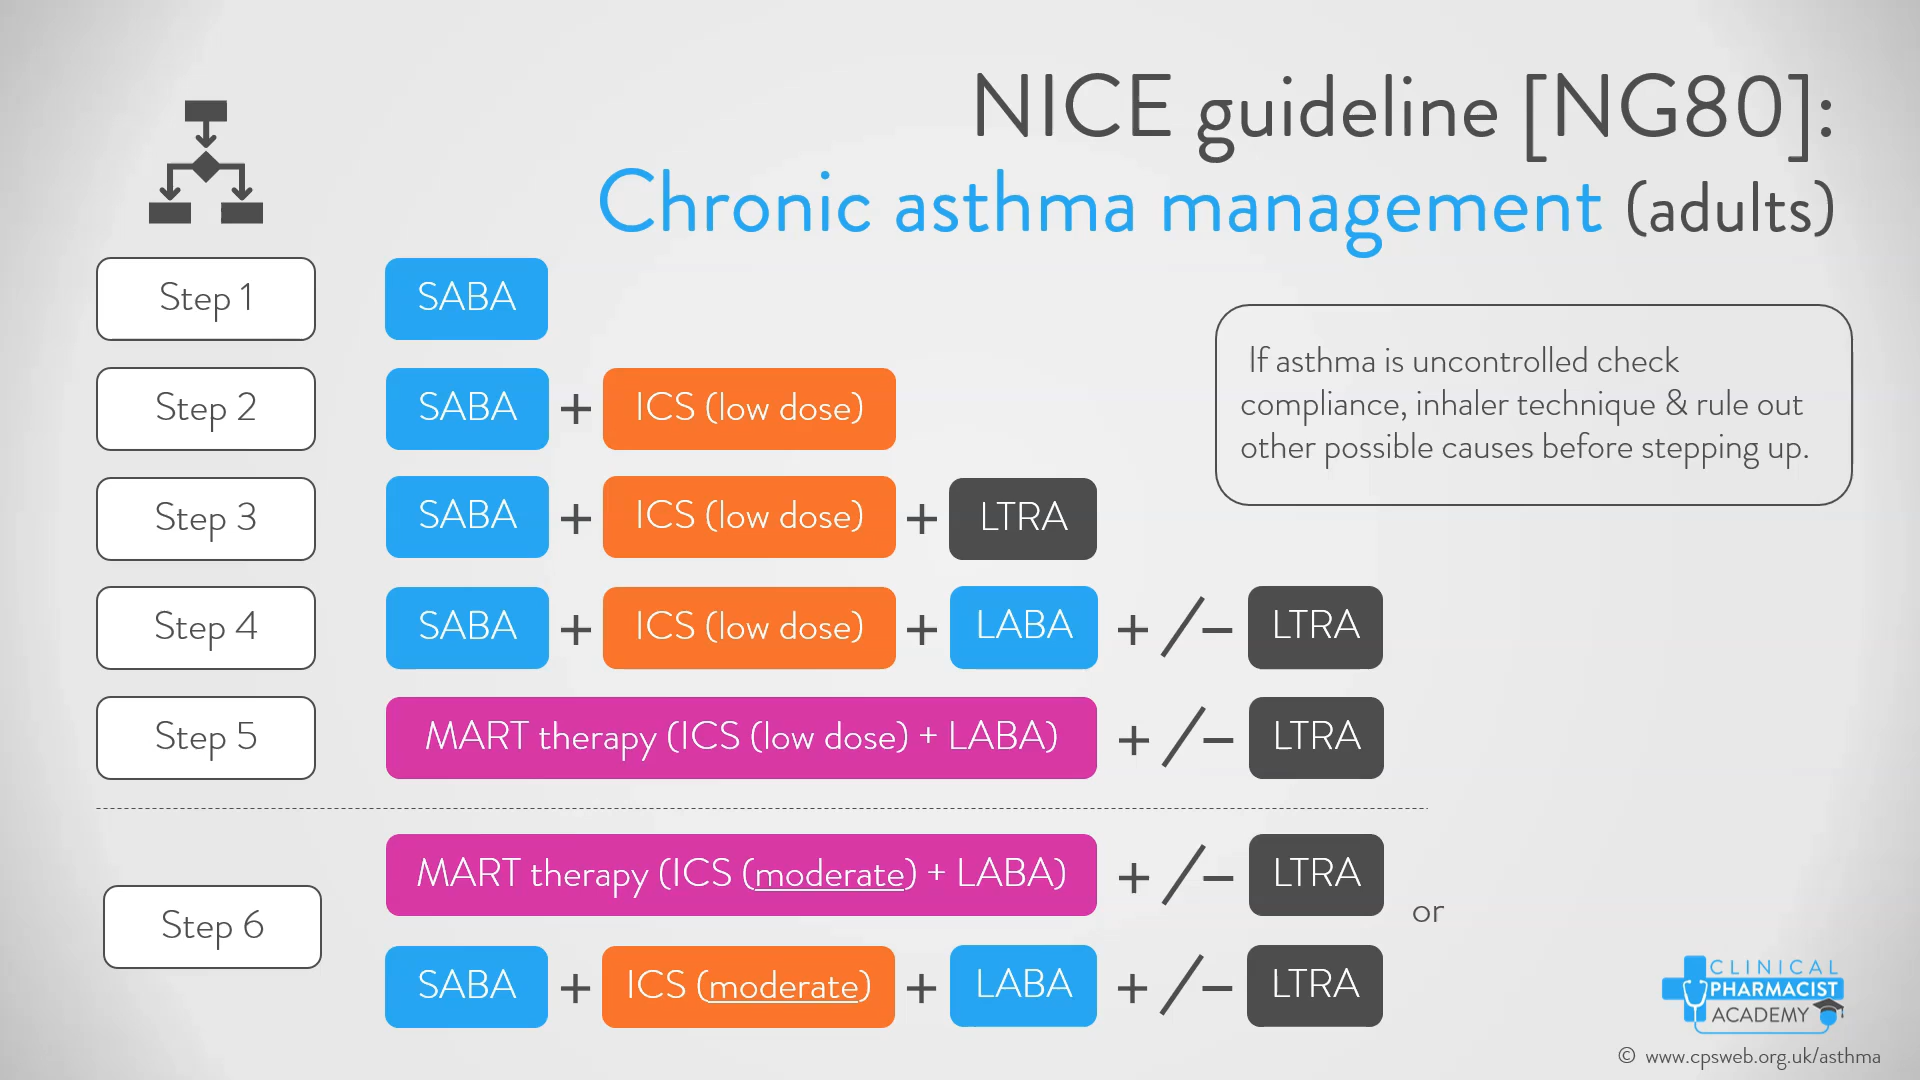 NICE guideline [NG80]:
Chronic asthma management (adults)
Step 1
SABA
If asthma is uncontrolled check
compliance, inhaler technique & rule out
other possible causes before stepping up.
Step 2
SABA + ICS (low dose)
Step 3
SABA + ICS (low dose) + LTRA
Step 4
SABA + ICS (low dose) + LABA + / − LTRA
Step 5
MART therapy (ICS (low dose) + LABA) + / − LTRA
Step 6
MART therapy (ICS (moderate) + LABA) + / − LTRA
or
SABA + ICS (moderate) + LABA + / − LTRA
CLINICAL
PHARMACIST
ACADEMY
© www.cpsweb.org.uk/asthma